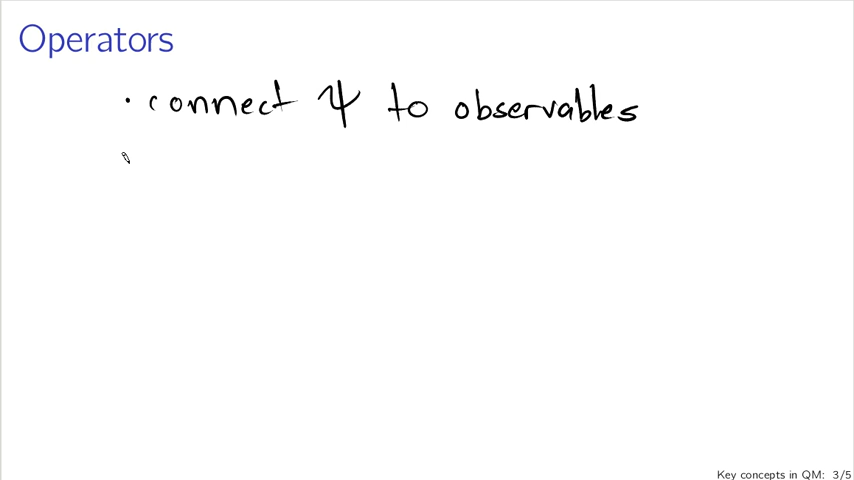 Operators
· connect ψ to observables
Key concepts in QM: 3/5